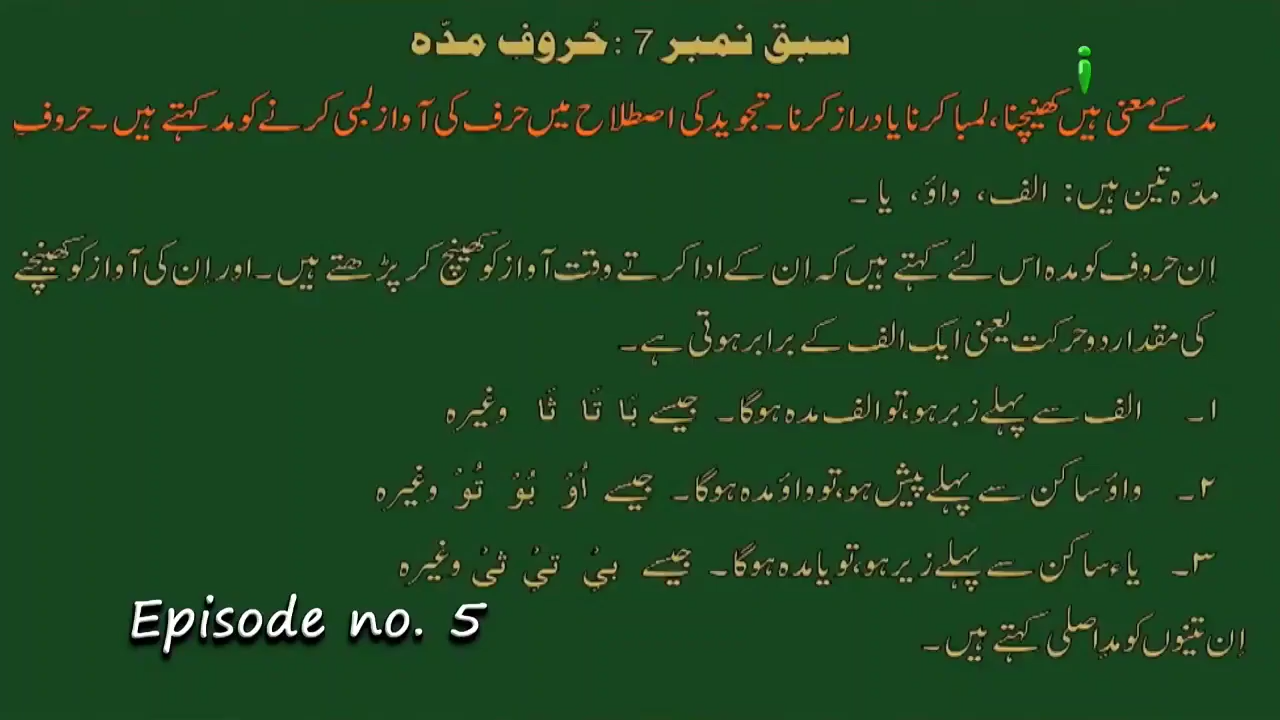 سبق نمبر 7 : حُروفِ مدّہ
مد کے معنی ہیں کھینچنا، لمبا کرنا یا دراز کرنا۔ تجوید کی اصطلاح میں حرف کی آواز لمبی کرنے کو مد کہتے ہیں۔ حروفِ
مدّہ تین ہیں: الف، واؤ، یا ۔
اِن حروف کو مدہ اس لئے کہتے ہیں کہ اِن کے ادا کرتے وقت آواز کو کھینچ کر پڑھتے ہیں۔ اور اِن کی آواز کو کھینچنے
کی مقدار دو حرکت یعنی ایک الف کے برابر ہوتی ہے۔
۱۔ الف سے پہلے زبر ہو، تو الف مدہ ہوگا۔ جیسے بَا تَا ثَا وغیرہ
۲۔ واؤ ساکن سے پہلے پیش ہو، تو واؤ مدہ ہوگا۔ جیسے اُوْ بُوْ تُوْ وغیرہ
۳۔ یاء ساکن سے پہلے زیر ہو، تو یا مدہ ہوگا۔ جیسے بِیْ تِیْ ثِیْ وغیرہ
اِن تینوں کو مدِ اصلی کہتے ہیں۔
Episode no. 5